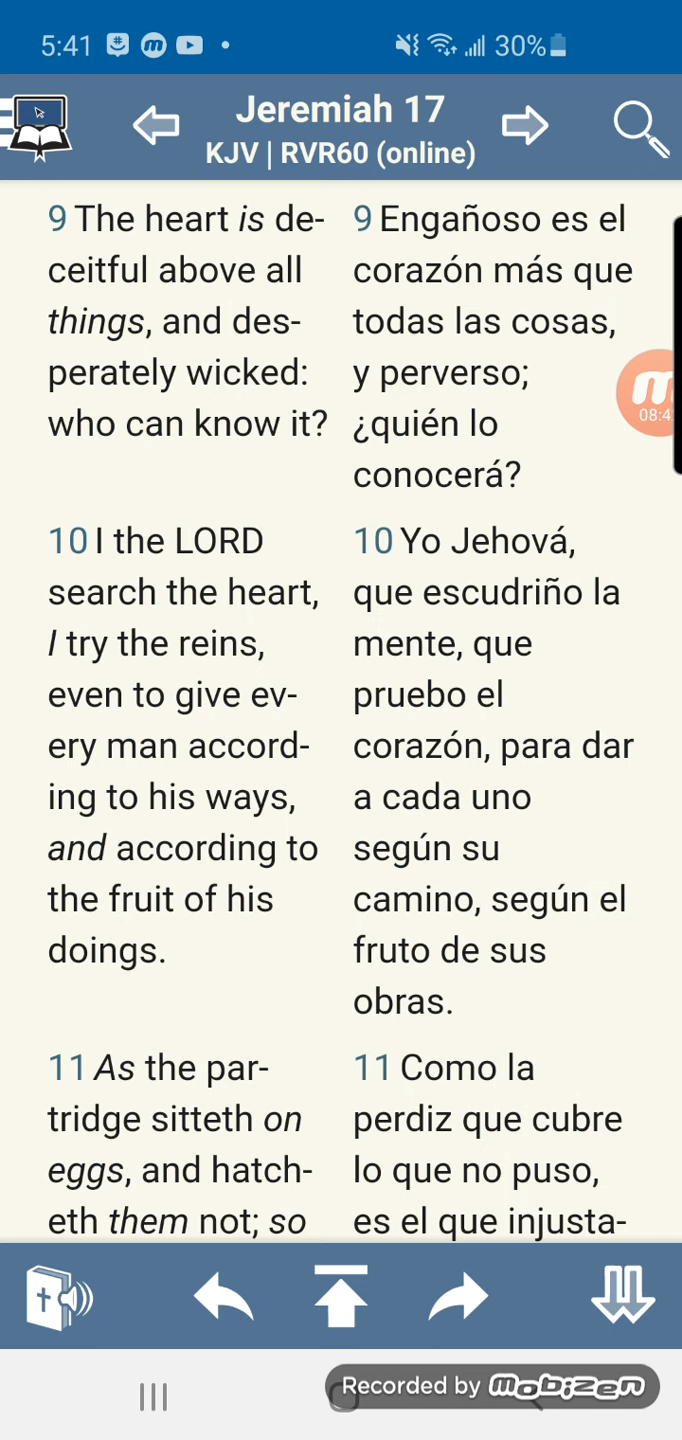 5:41
30%
Jeremiah 17
KJV | RVR60 (online)
9 The heart is de-
ceitful above all
things, and des-
perately wicked:
who can know it?
10 I the LORD
search the heart,
I try the reins,
even to give ev-
ery man accord-
ing to his ways,
and according to
the fruit of his
doings.
11 As the par-
tridge sitteth on
eggs, and hatch-
eth them not; so
9 Engañoso es el
corazón más que
todas las cosas,
y perverso;
¿quién lo
conocerá?
10 Yo Jehová,
que escudriño la
mente, que
pruebo el
corazón, para dar
a cada uno
según su
camino, según el
fruto de sus
obras.
11 Como la
perdiz que cubre
lo que no puso,
es el que injusta-
Recorded by mobizen